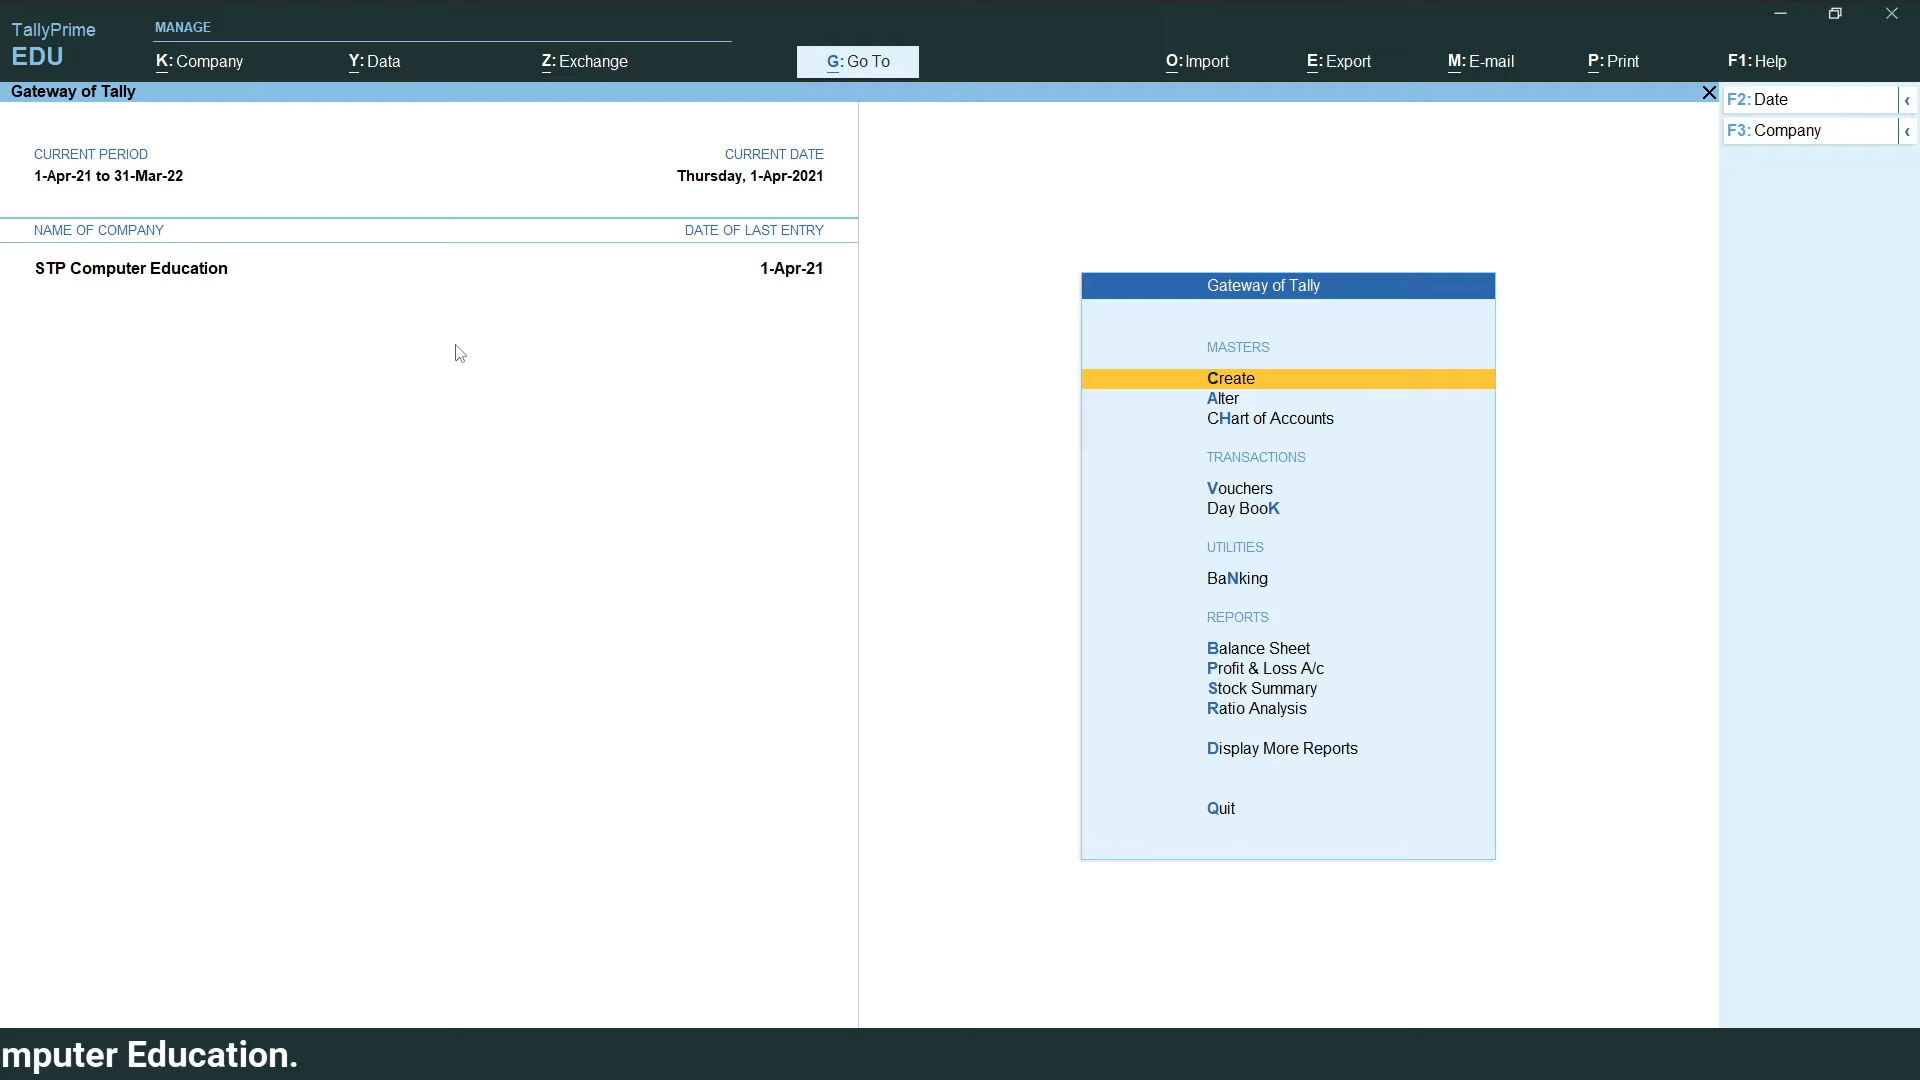 TallyPrime
EDU
MANAGE
K: Company
Y: Data
Z: Exchange
G: Go To
O: Import
E: Export
M: E-mail
P: Print
F1: Help
Gateway of Tally
F2: Date
F3: Company
CURRENT PERIOD
CURRENT DATE
1-Apr-21 to 31-Mar-22
Thursday, 1-Apr-2021
NAME OF COMPANY
DATE OF LAST ENTRY
STP Computer Education
1-Apr-21
Gateway of Tally
MASTERS
Create
Alter
CHart of Accounts
TRANSACTIONS
Vouchers
Day BooK
UTILITIES
BaNking
REPORTS
Balance Sheet
Profit & Loss A/c
Stock Summary
Ratio Analysis
Display More Reports
Quit
mputer Education.